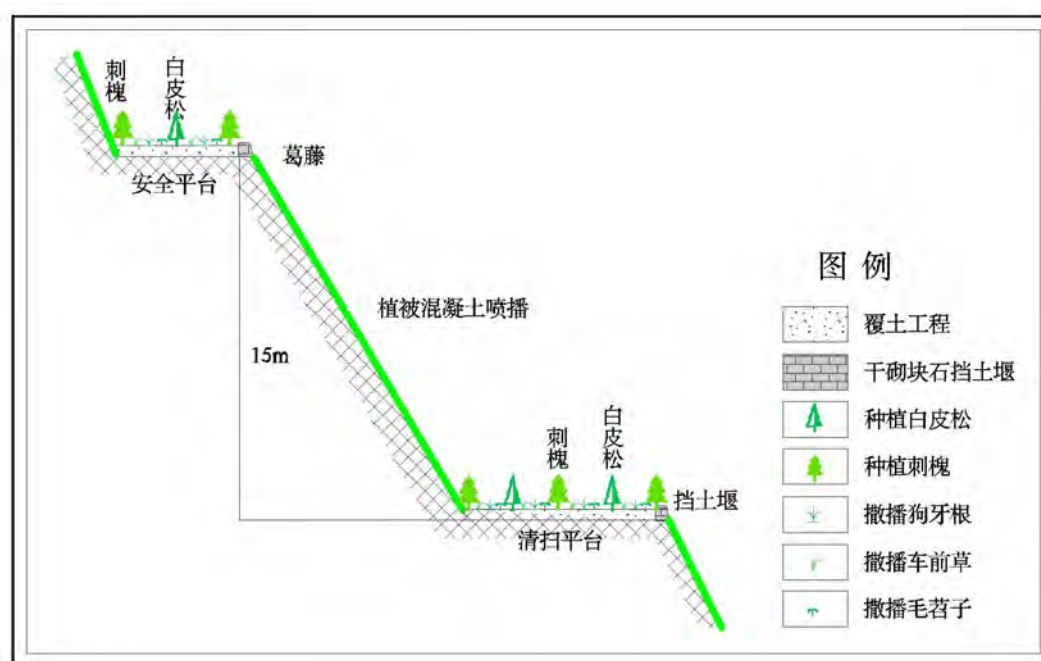 刺槐
白皮松
葛藤
安全平台
植被混凝土喷播
15m
刺槐
白皮松
挡土堰
清扫平台
图 例
覆土工程
干砌块石挡土堰
种植白皮松
种植刺槐
撒播狗牙根
撒播车前草
撒播毛苕子